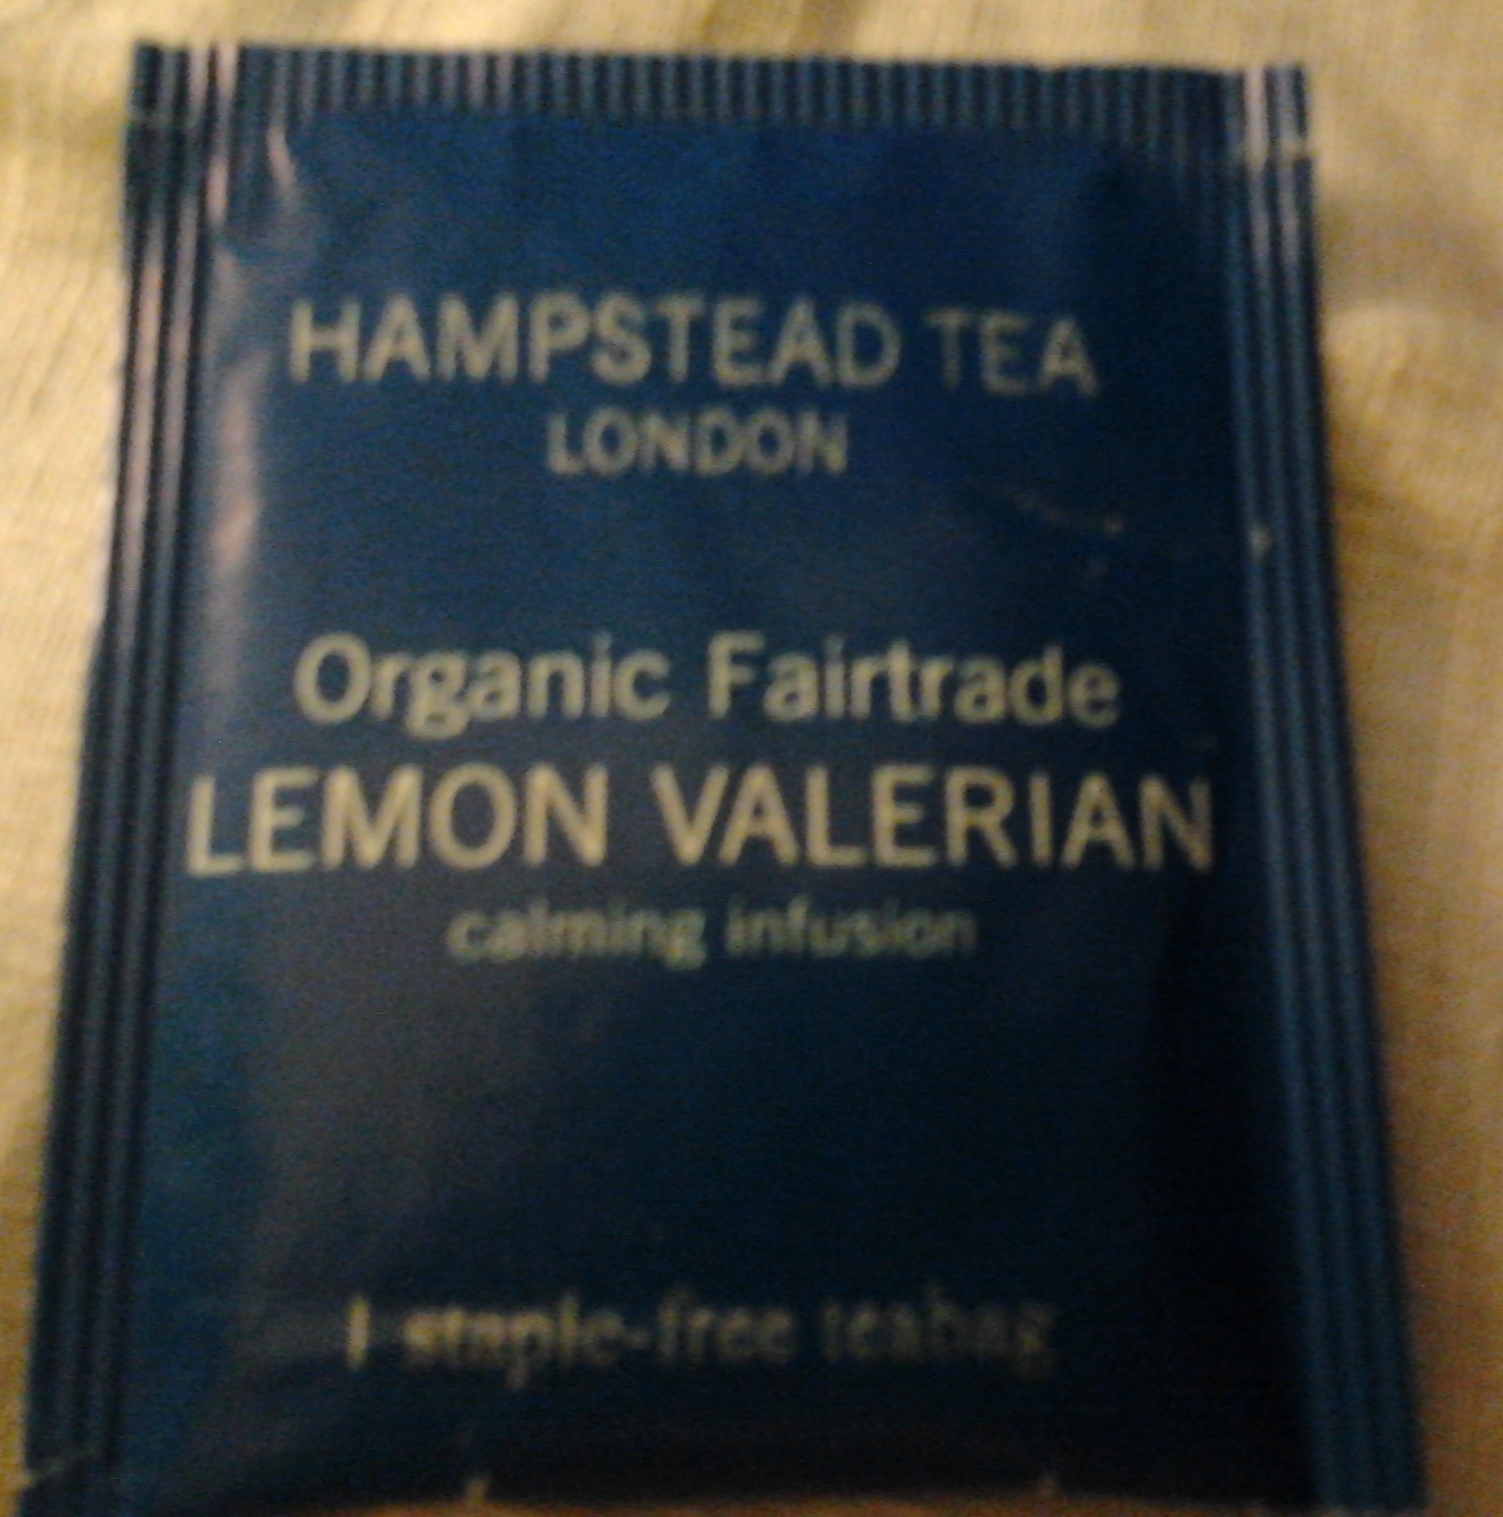 HAMPSTEAD TEA
LONDON
Organic Fairtrade
LEMON VALERIAN
calming infusion
1 staple-free teabag